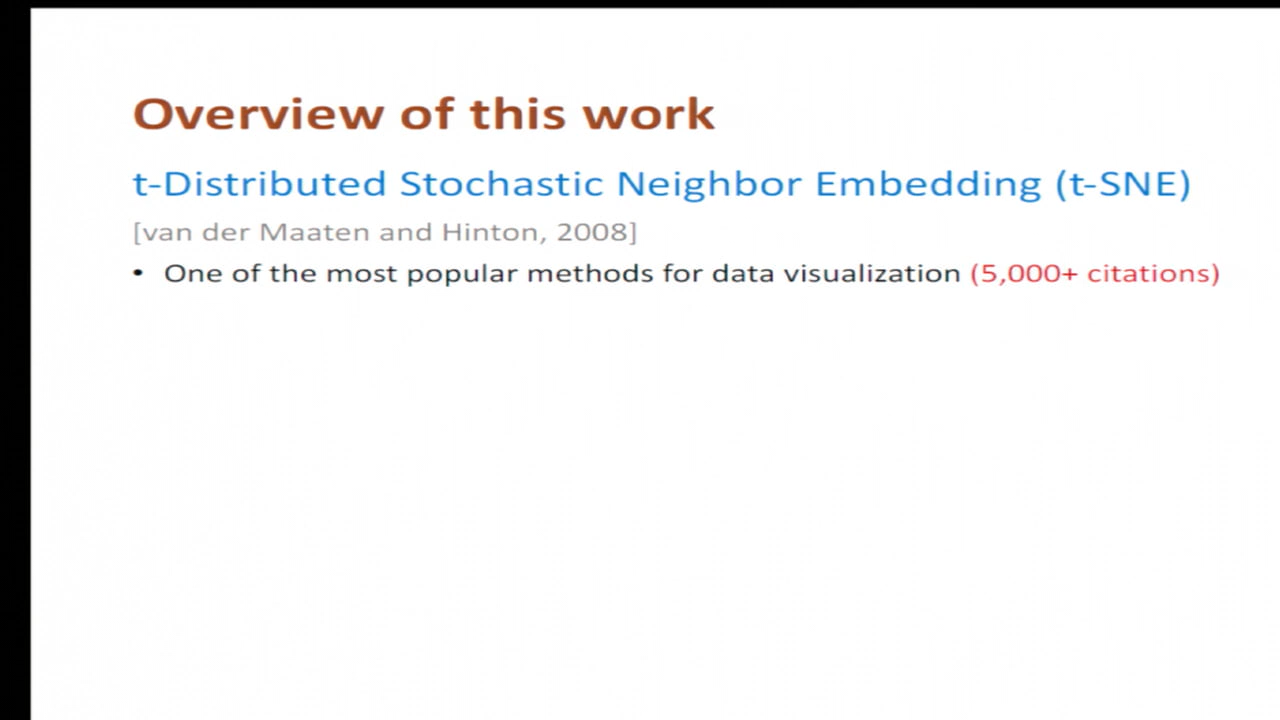 Overview of this work
t-Distributed Stochastic Neighbor Embedding (t-SNE)
[van der Maaten and Hinton, 2008]
• One of the most popular methods for data visualization (5,000+ citations)